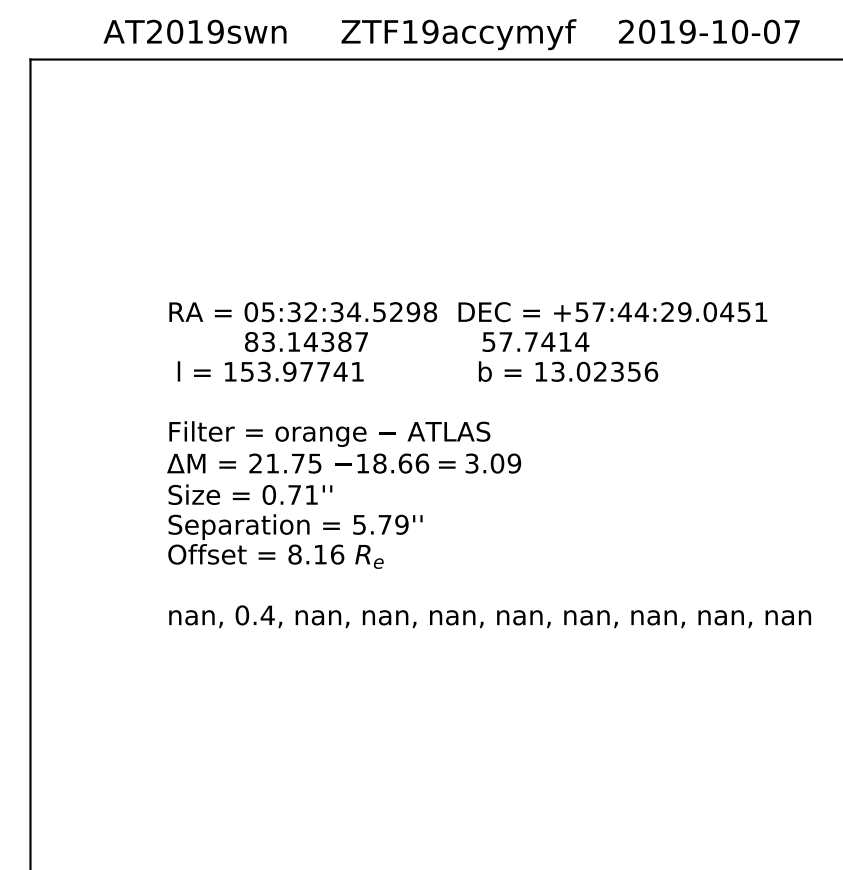 AT2019swn ZTF19accymyf 2019-10-07
RA = 05:32:34.5298 DEC = +57:44:29.0451
83.14387 57.7414
l = 153.97741 b = 13.02356
Filter = orange − ATLAS
ΔM = 21.75 −18.66 = 3.09
Size = 0.71''
Separation = 5.79''
Offset = 8.16 Re
nan, 0.4, nan, nan, nan, nan, nan, nan, nan, nan